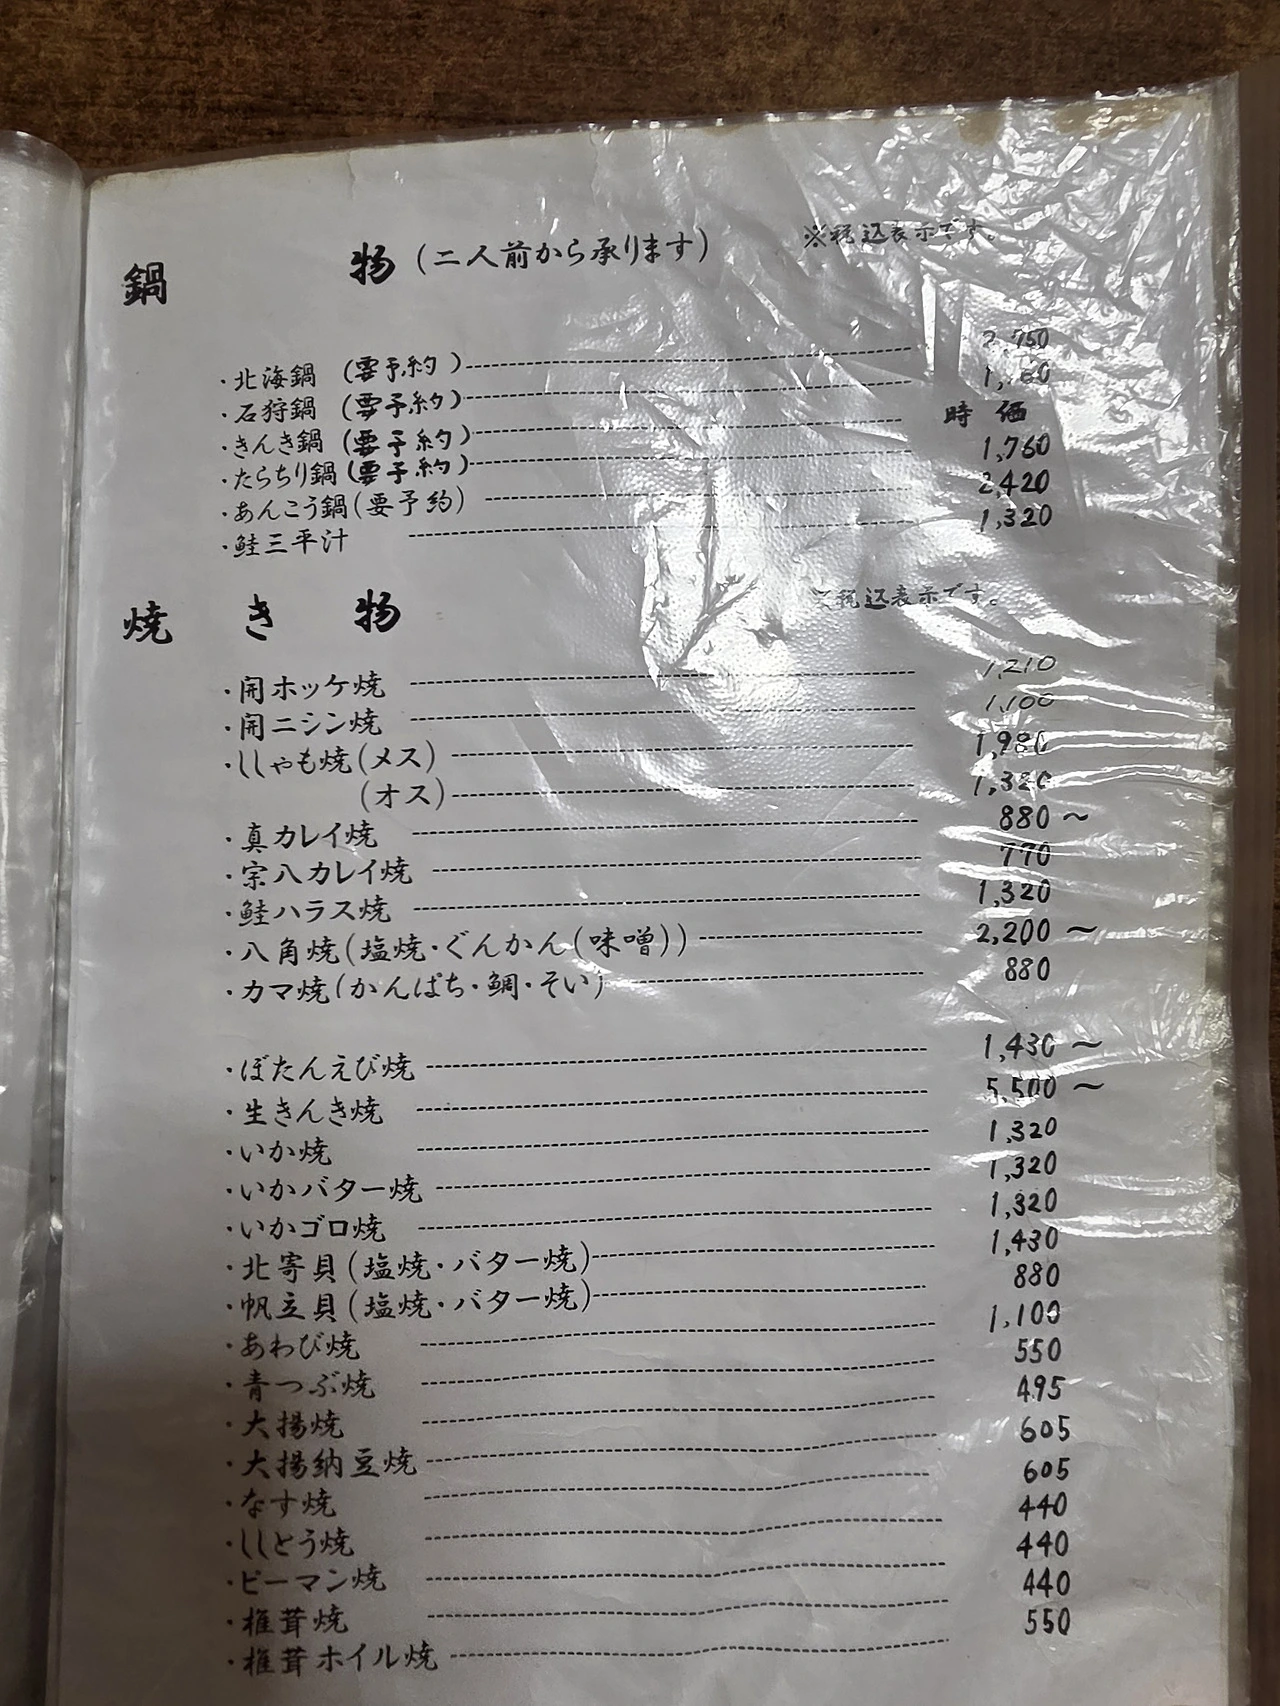 ※税込表示です。
鍋物(二人前から承ります)
・北海鍋 (要予約)
・石狩鍋 (要予約)
・きんき鍋 (要予約) 時価
・たらちり鍋(要予約) 1,760
・あんこう鍋(要予約) 2,420
・鮭三平汁 1,320
※税込表示です。
焼き物
・開ホッケ焼 1,210
・開ニシン焼 1,100
・ししゃも焼(メス) 1,980
(オス) 1,320
・真カレイ焼 880～
・宗八カレイ焼 770
・鮭ハラス焼 1,320
・八角焼(塩焼・ぐんかん(味噌)) 2,200～
・カマ焼(かんぱち・鯛・そい) 880
・ぼたんえび焼 1,430～
・生きんき焼 5,500～
・いか焼 1,320
・いかバター焼 1,320
・いかゴロ焼 1,320
・北寄貝(塩焼・バター焼) 1,430
・帆立貝(塩焼・バター焼) 880
・あわび焼 1,100
・青つぶ焼 550
・大揚焼 495
・大揚納豆焼 605
・なす焼 605
・ししとう焼 440
・ピーマン焼 440
・椎茸焼 440
・椎茸ホイル焼 550